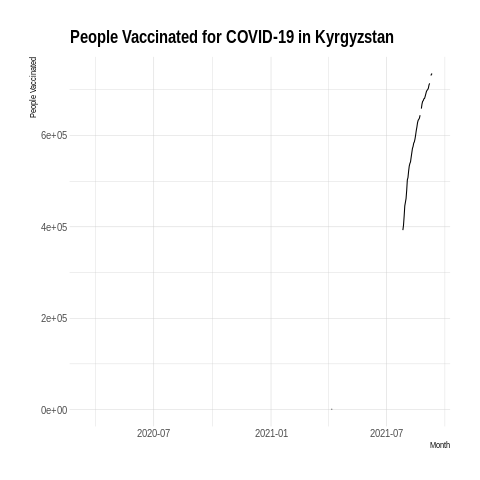 People Vaccinated for COVID-19 in Kyrgyzstan
People Vaccinated
6e+05
4e+05
2e+05
0e+00
2020-07 2021-01 2021-07
Month